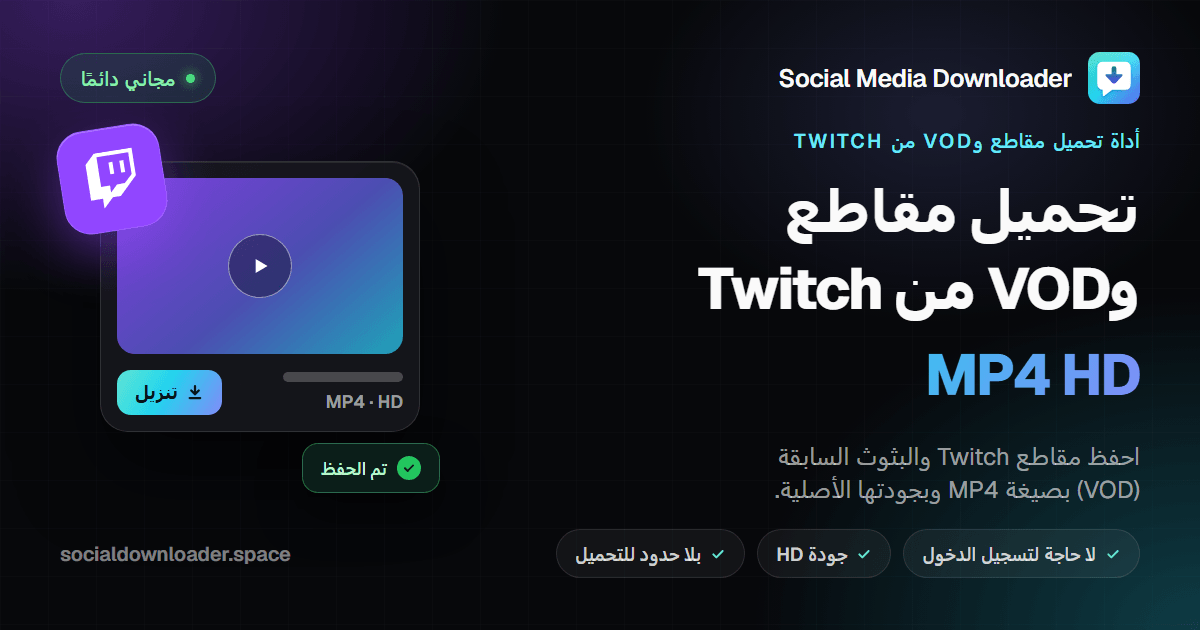 Social Media Downloader
أداة تحميل مقاطع وVOD من TWITCH
تحميل مقاطع
وVOD من Twitch
MP4 HD
احفظ مقاطع Twitch والبثوث السابقة
(VOD) بصيغة MP4 وبجودتها الأصلية.
لا حاجة لتسجيل الدخول
جودة HD
بلا حدود للتحميل
مجاني دائمًا
تنزيل
MP4 · HD
تم الحفظ
socialdownloader.space